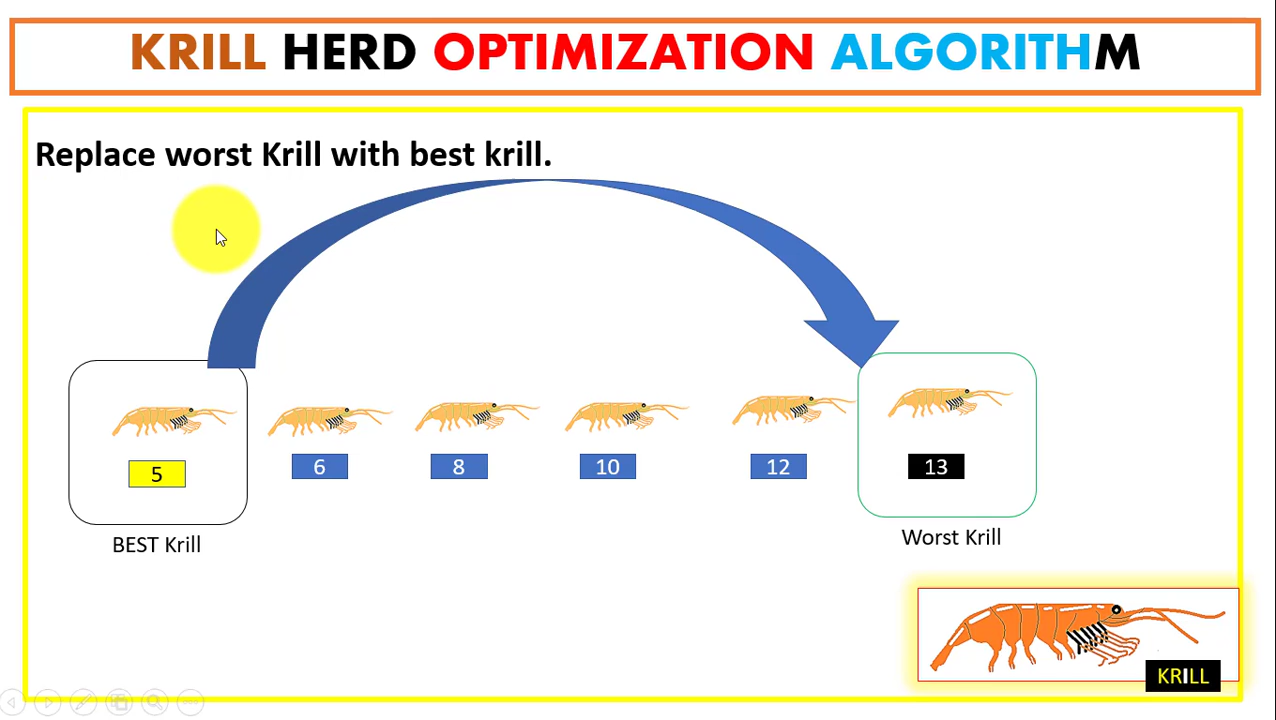 KRILL HERD OPTIMIZATION ALGORITHM
Replace worst Krill with best krill.
5 6 8 10 12 13
BEST Krill
Worst Krill
KRILL